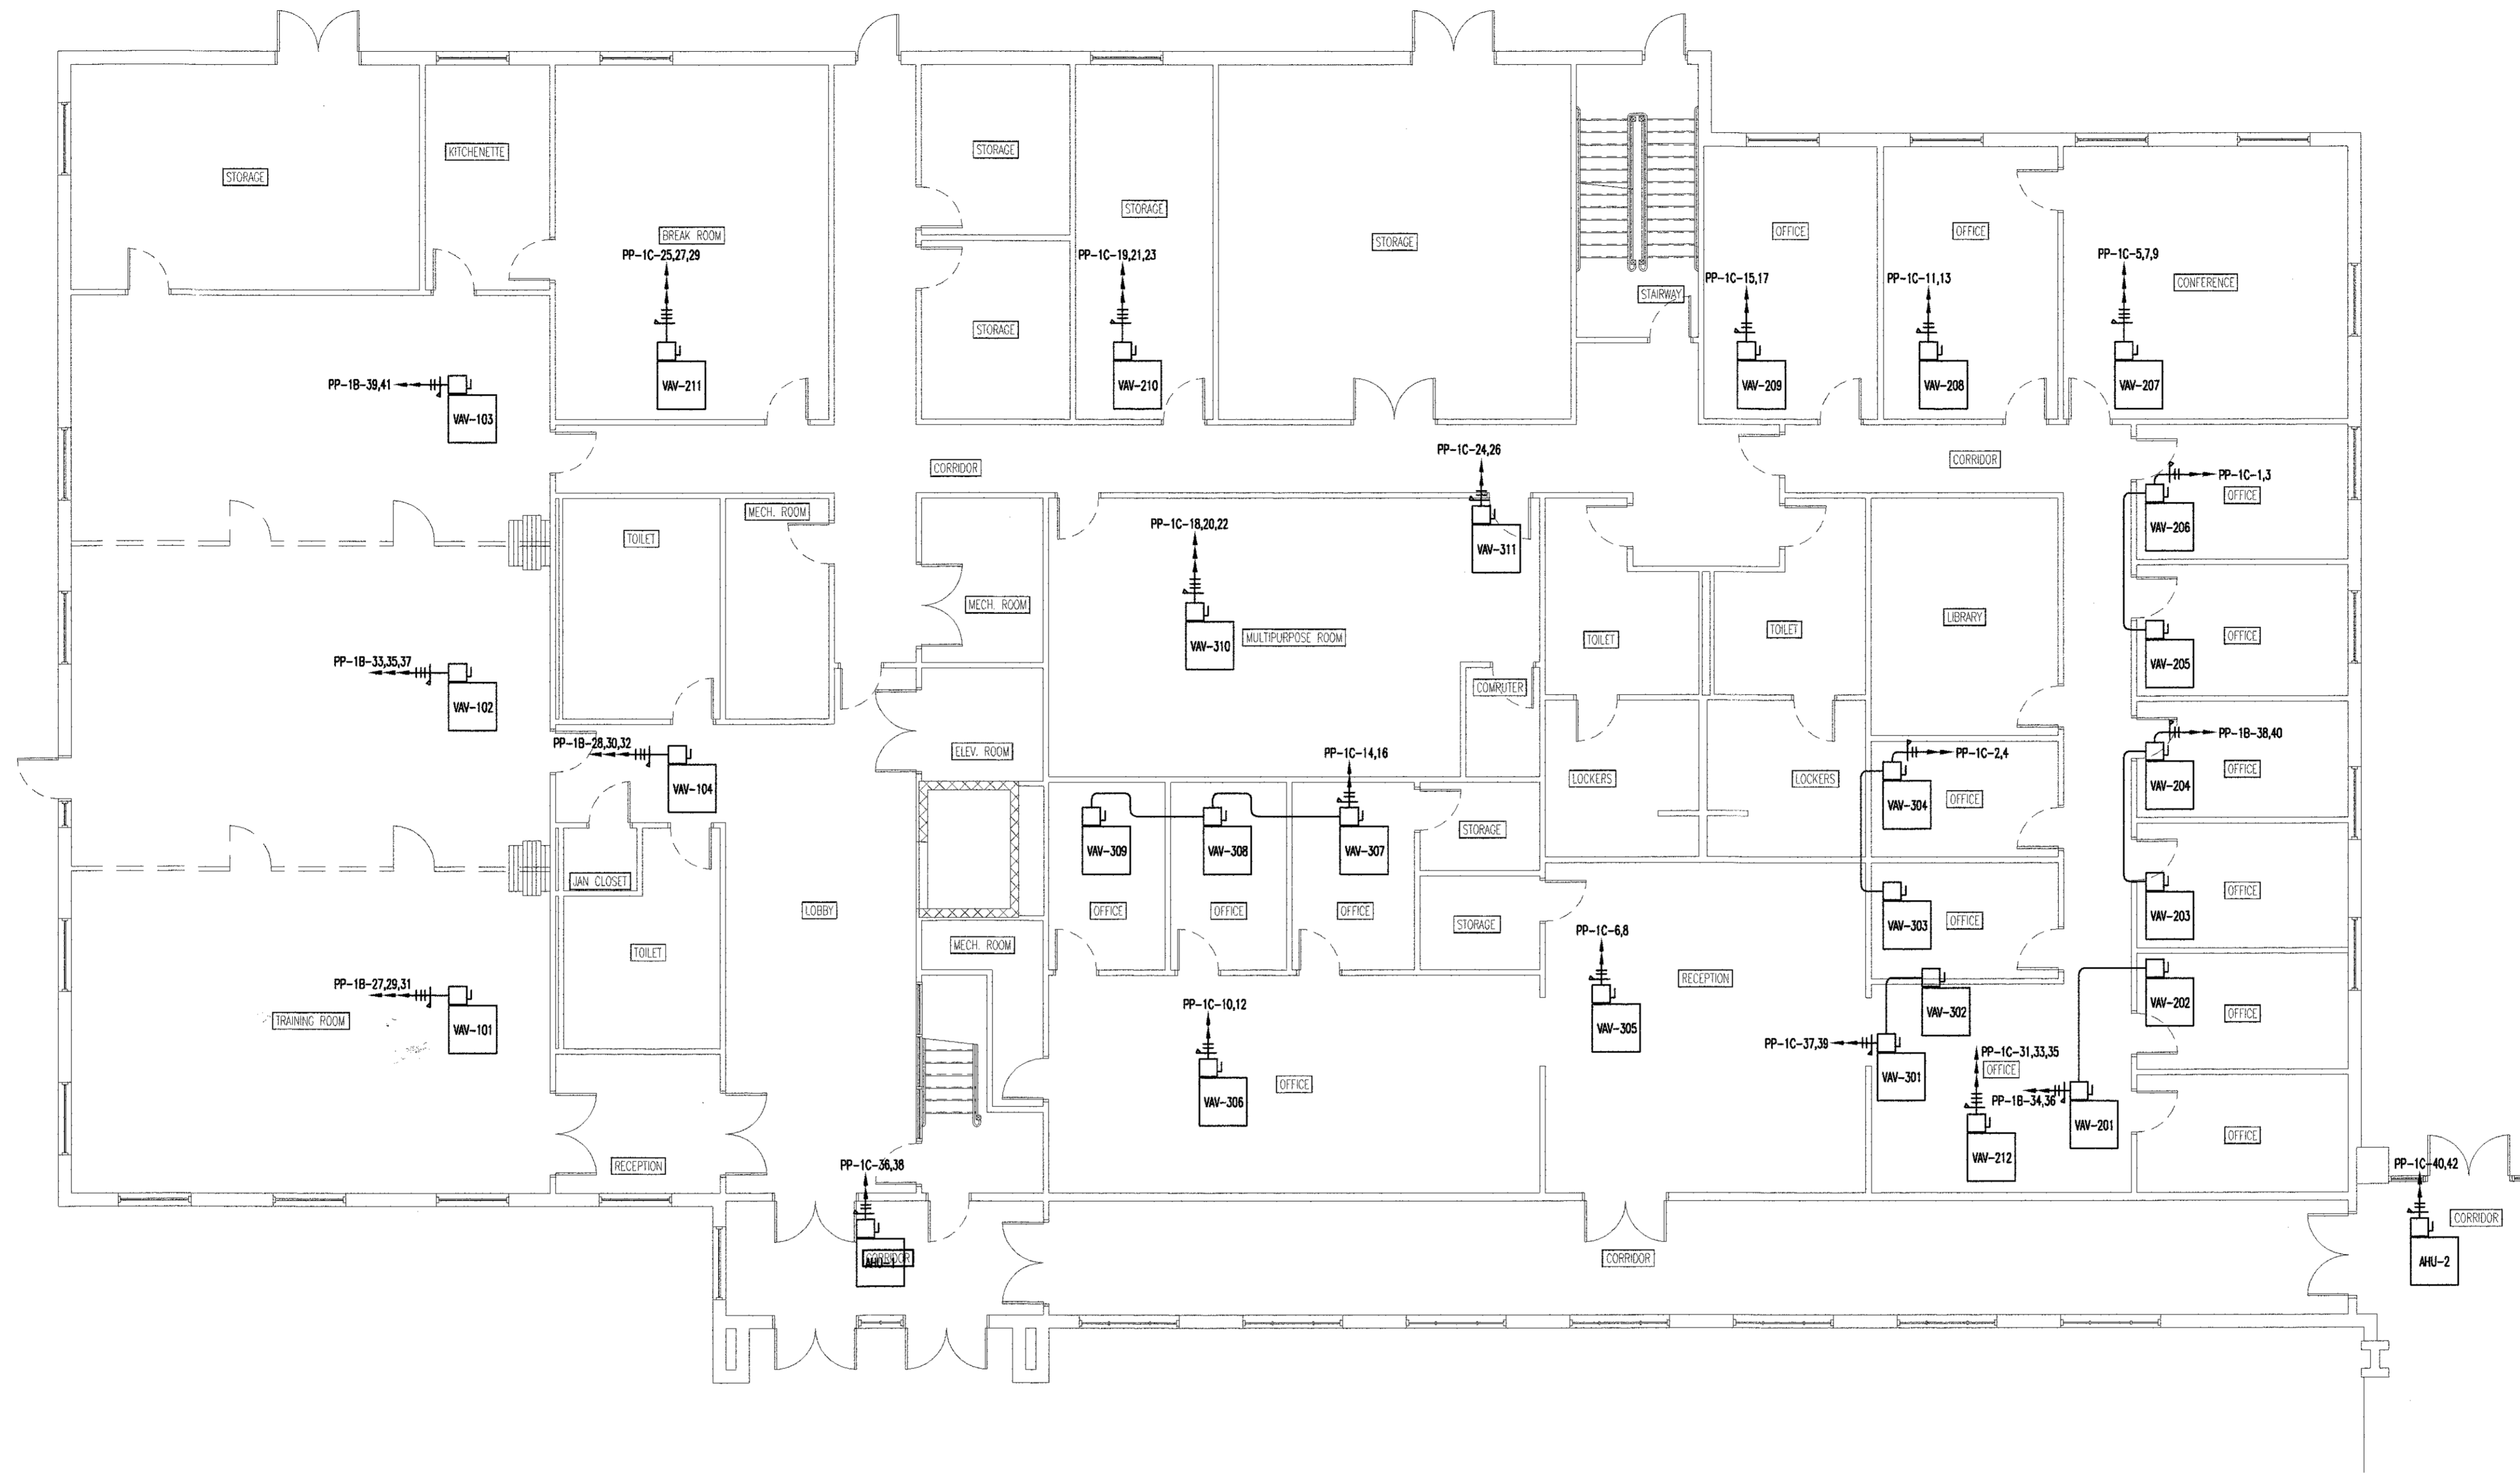 KITCHENETTE
STORAGE
STORAGE
STORAGE
BREAK ROOM
PP-1C-25,27,29
PP-1C-19,21,23
STORAGE
OFFICE
OFFICE
PP-1C-5,7,9
PP-1C-15,17
PP-1C-11,13
CONFERENCE
STAIRWAY
STORAGE
VAV-211
VAV-210
VAV-209
VAV-208
VAV-207
PP-1B-39,41
VAV-103
PP-1C-24,26
CORRIDOR
CORRIDOR
PP-1C-1,3
OFFICE
MECH. ROOM
TOILET
PP-1C-18,20,22
VAV-311
VAV-206
MECH. ROOM
LIBRARY
TOILET
TOILET
OFFICE
MULTIPURPOSE ROOM
VAV-310
PP-1B-33,35,37
VAV-205
COMPUTER
VAV-102
PP-1B-28,30,32
ELEV. ROOM
PP-1C-14,16
PP-1C-2,4
PP-1B-38,40
OFFICE
LOCKERS
LOCKERS
VAV-104
VAV-204
OFFICE
VAV-304
STORAGE
VAV-309
VAV-308
VAV-307
JAN CLOSET
OFFICE
LOBBY
OFFICE
OFFICE
OFFICE
STORAGE
OFFICE
VAV-303
VAV-203
PP-1C-6,8
MECH. ROOM
TOILET
RECEPTION
PP-1B-27,29,31
PP-1C-10,12
VAV-202
OFFICE
VAV-302
TRAINING ROOM
VAV-101
VAV-305
PP-1C-37,39
PP-1C-31,33,35
OFFICE
VAV-301
OFFICE
PP-1B-34,36
VAV-306
VAV-201
OFFICE
VAV-212
RECEPTION
PP-1C-36,38
PP-1C-40,42
CORRIDOR
CORRIDOR
AHU-1
CORRIDOR
AHU-2